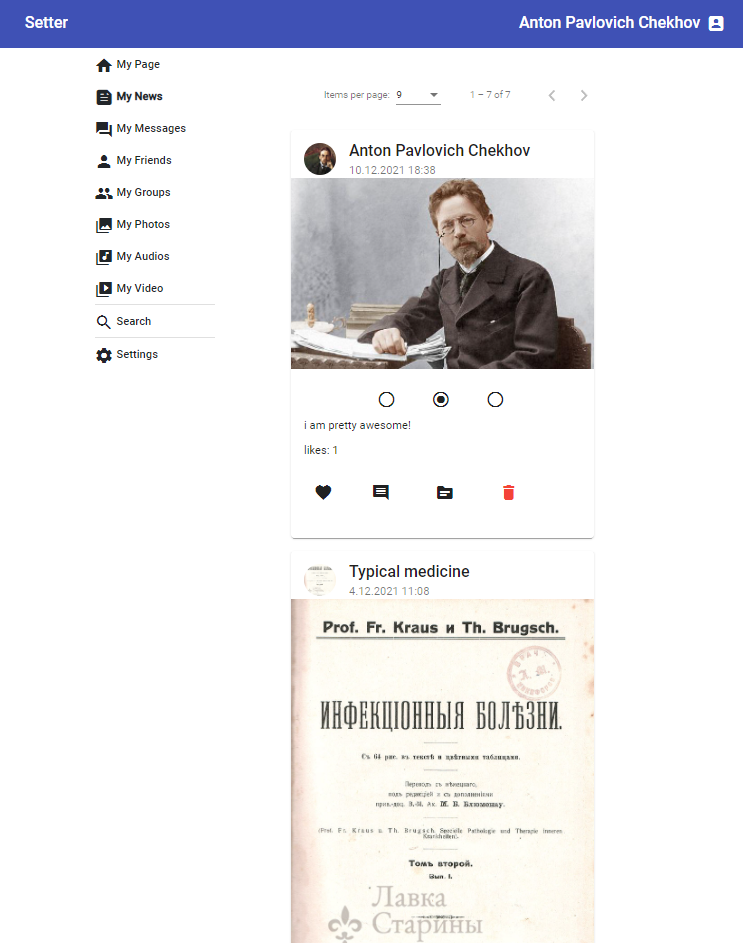 Setter
Anton Pavlovich Chekhov
My Page
My News
My Messages
My Friends
My Groups
My Photos
My Audios
My Video
Search
Settings
Items per page: 9
1 – 7 of 7
Anton Pavlovich Chekhov
10.12.2021 18:38
i am pretty awesome!
likes: 1
Typical medicine
4.12.2021 11:08
Prof. Fr. Kraus и Th. Brugsch.
ИНФЕКЦІОННЫЯ БОЛѢЗНИ.
Съ 64 рис. въ текстѣ и цвѣтными таблицами.
Переводъ съ нѣмецкаго,
подъ редакціей и съ дополненіями
(Prof. Fr. Kraus u. Th. Brugsch. Specielle Pathologie und Therapie innerer
Krankheiten).
Томъ второй.
Вып. I.
Лавка
Старины